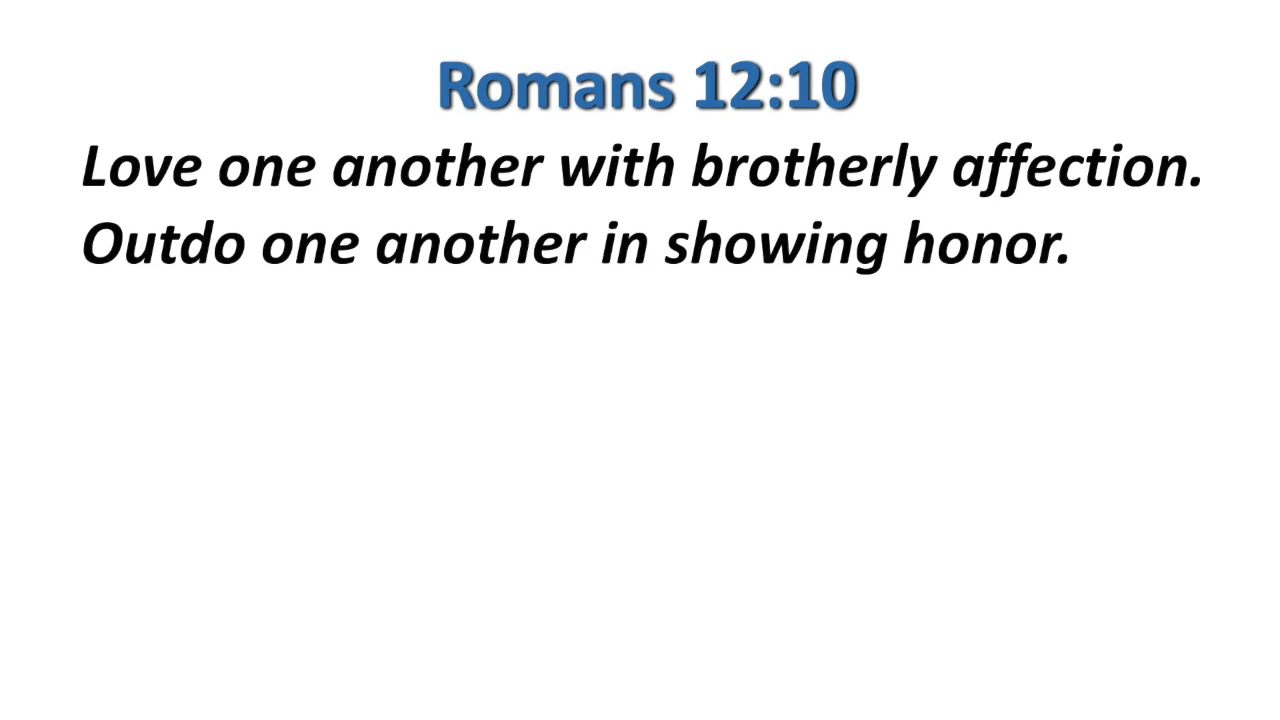 Romans 12:10
Love one another with brotherly affection.
Outdo one another in showing honor.